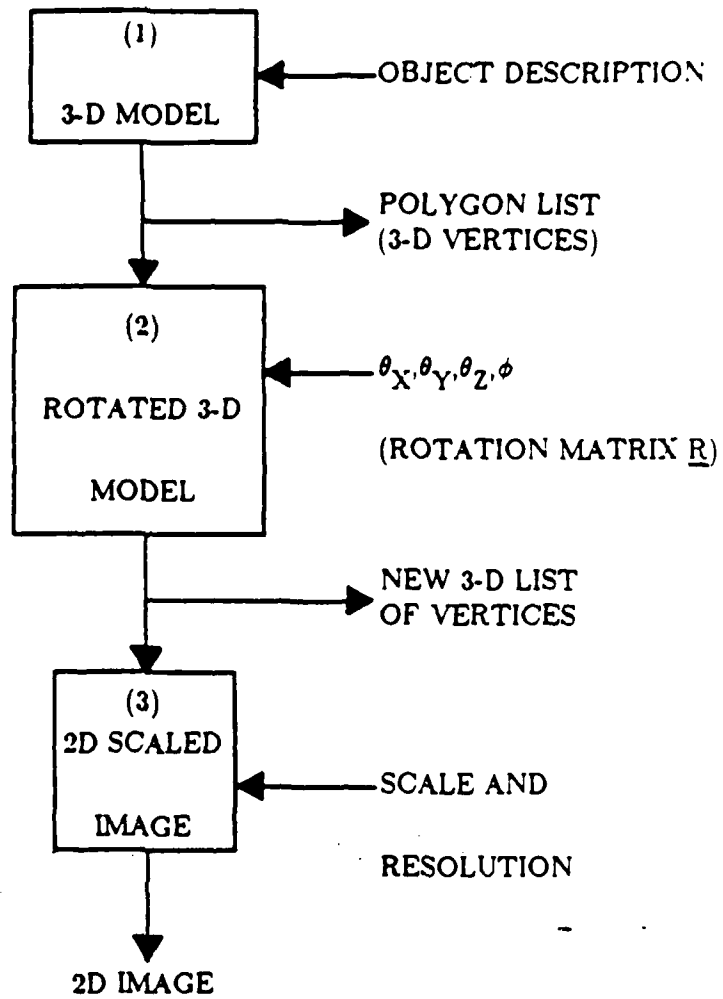 (1)
3-D MODEL
OBJECT DESCRIPTION
POLYGON LIST
(3-D VERTICES)
(2)
ROTATED 3-D
MODEL
θX,θY,θZ,ϕ
(ROTATION MATRIX R)
NEW 3-D LIST
OF VERTICES
(3)
2D SCALED
IMAGE
SCALE AND
RESOLUTION
2D IMAGE